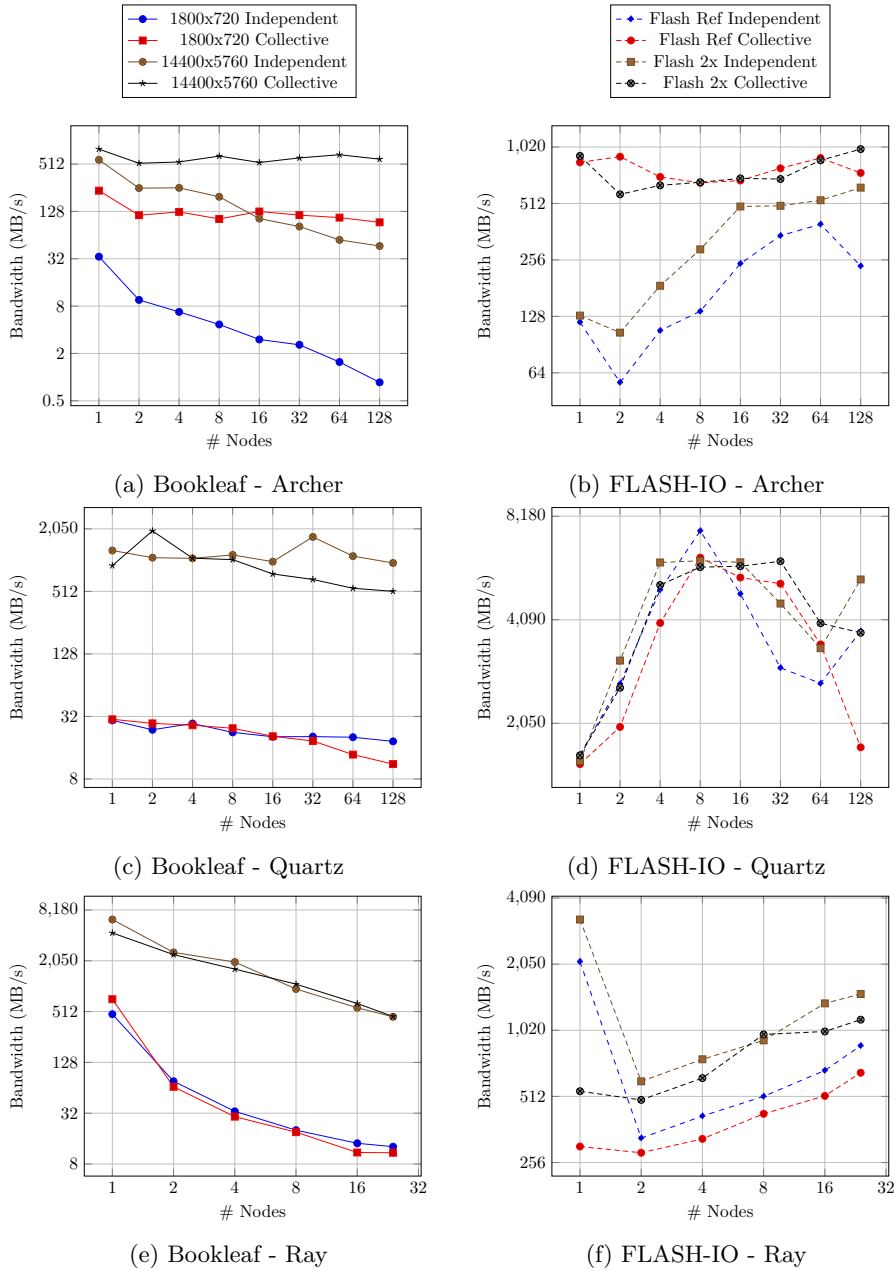 1800x720 Independent
1800x720 Collective
14400x5760 Independent
14400x5760 Collective
Flash Ref Independent
Flash Ref Collective
Flash 2x Independent
Flash 2x Collective
Bandwidth (MB/s)
512
128
32
8
2
0.5
1 2 4 8 16 32 64 128
# Nodes
(a) Bookleaf - Archer
Bandwidth (MB/s)
1,020
512
256
128
64
1 2 4 8 16 32 64 128
# Nodes
(b) FLASH-IO - Archer
Bandwidth (MB/s)
2,050
512
128
32
8
1 2 4 8 16 32 64 128
# Nodes
(c) Bookleaf - Quartz
Bandwidth (MB/s)
8,180
4,090
2,050
1 2 4 8 16 32 64 128
# Nodes
(d) FLASH-IO - Quartz
Bandwidth (MB/s)
8,180
2,050
512
128
32
8
1 2 4 8 16 32
# Nodes
(e) Bookleaf - Ray
Bandwidth (MB/s)
4,090
2,050
1,020
512
256
1 2 4 8 16 32
# Nodes
(f) FLASH-IO - Ray